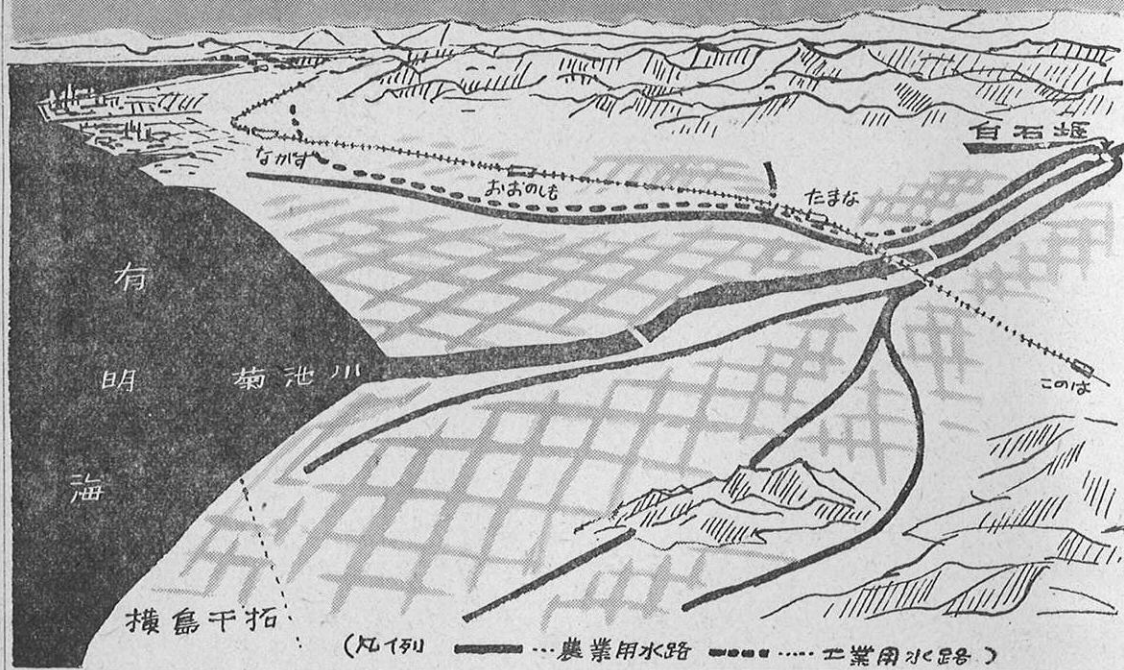 白石堰
ながす
おおのしも
たまな
有明海
菊池川
このは
横島干拓
(凡例 ━━ …農業用水路 ━ ━ ━ ……工業用水路)